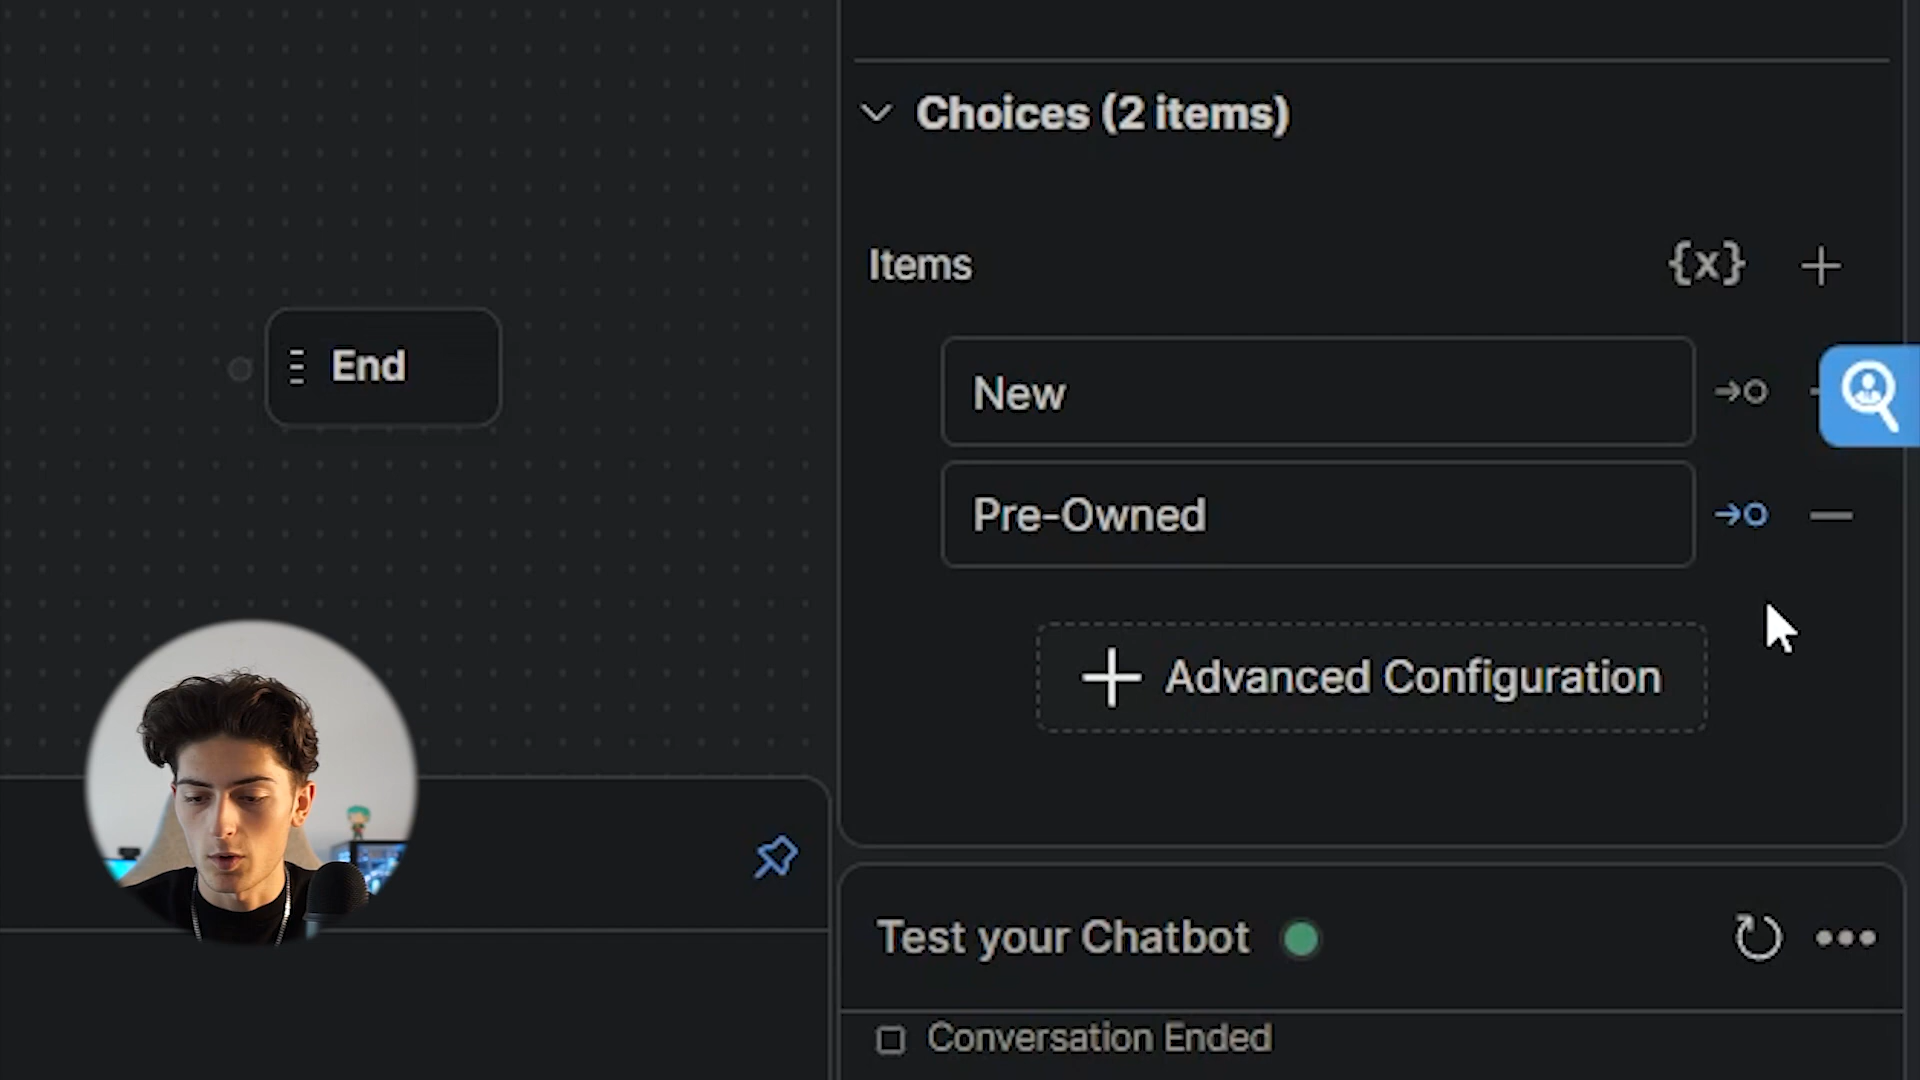 Choices (2 items)
Items
{x}
End
New
Pre-Owned
Advanced Configuration
Test your Chatbot
Conversation Ended